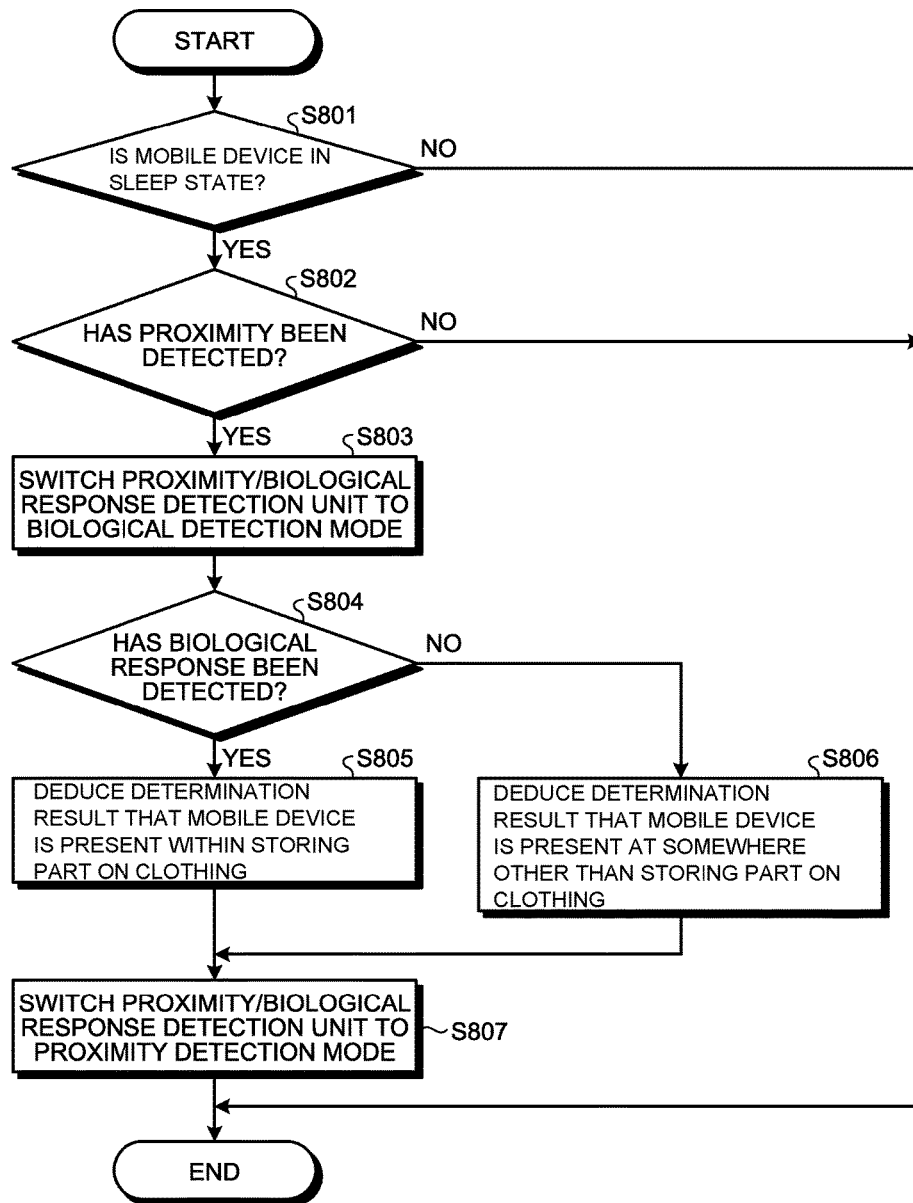 START
S801
IS MOBILE DEVICE IN
SLEEP STATE?
NO
YES
S802
HAS PROXIMITY BEEN
DETECTED?
NO
YES
S803
SWITCH PROXIMITY/BIOLOGICAL
RESPONSE DETECTION UNIT TO
BIOLOGICAL DETECTION MODE
S804
HAS BIOLOGICAL
RESPONSE BEEN
DETECTED?
NO
YES
S805
DEDUCE DETERMINATION
RESULT THAT MOBILE DEVICE
IS PRESENT WITHIN STORING
PART ON CLOTHING
S806
DEDUCE DETERMINATION
RESULT THAT MOBILE DEVICE
IS PRESENT AT SOMEWHERE
OTHER THAN STORING PART ON
CLOTHING
SWITCH PROXIMITY/BIOLOGICAL
RESPONSE DETECTION UNIT TO
PROXIMITY DETECTION MODE
S807
END